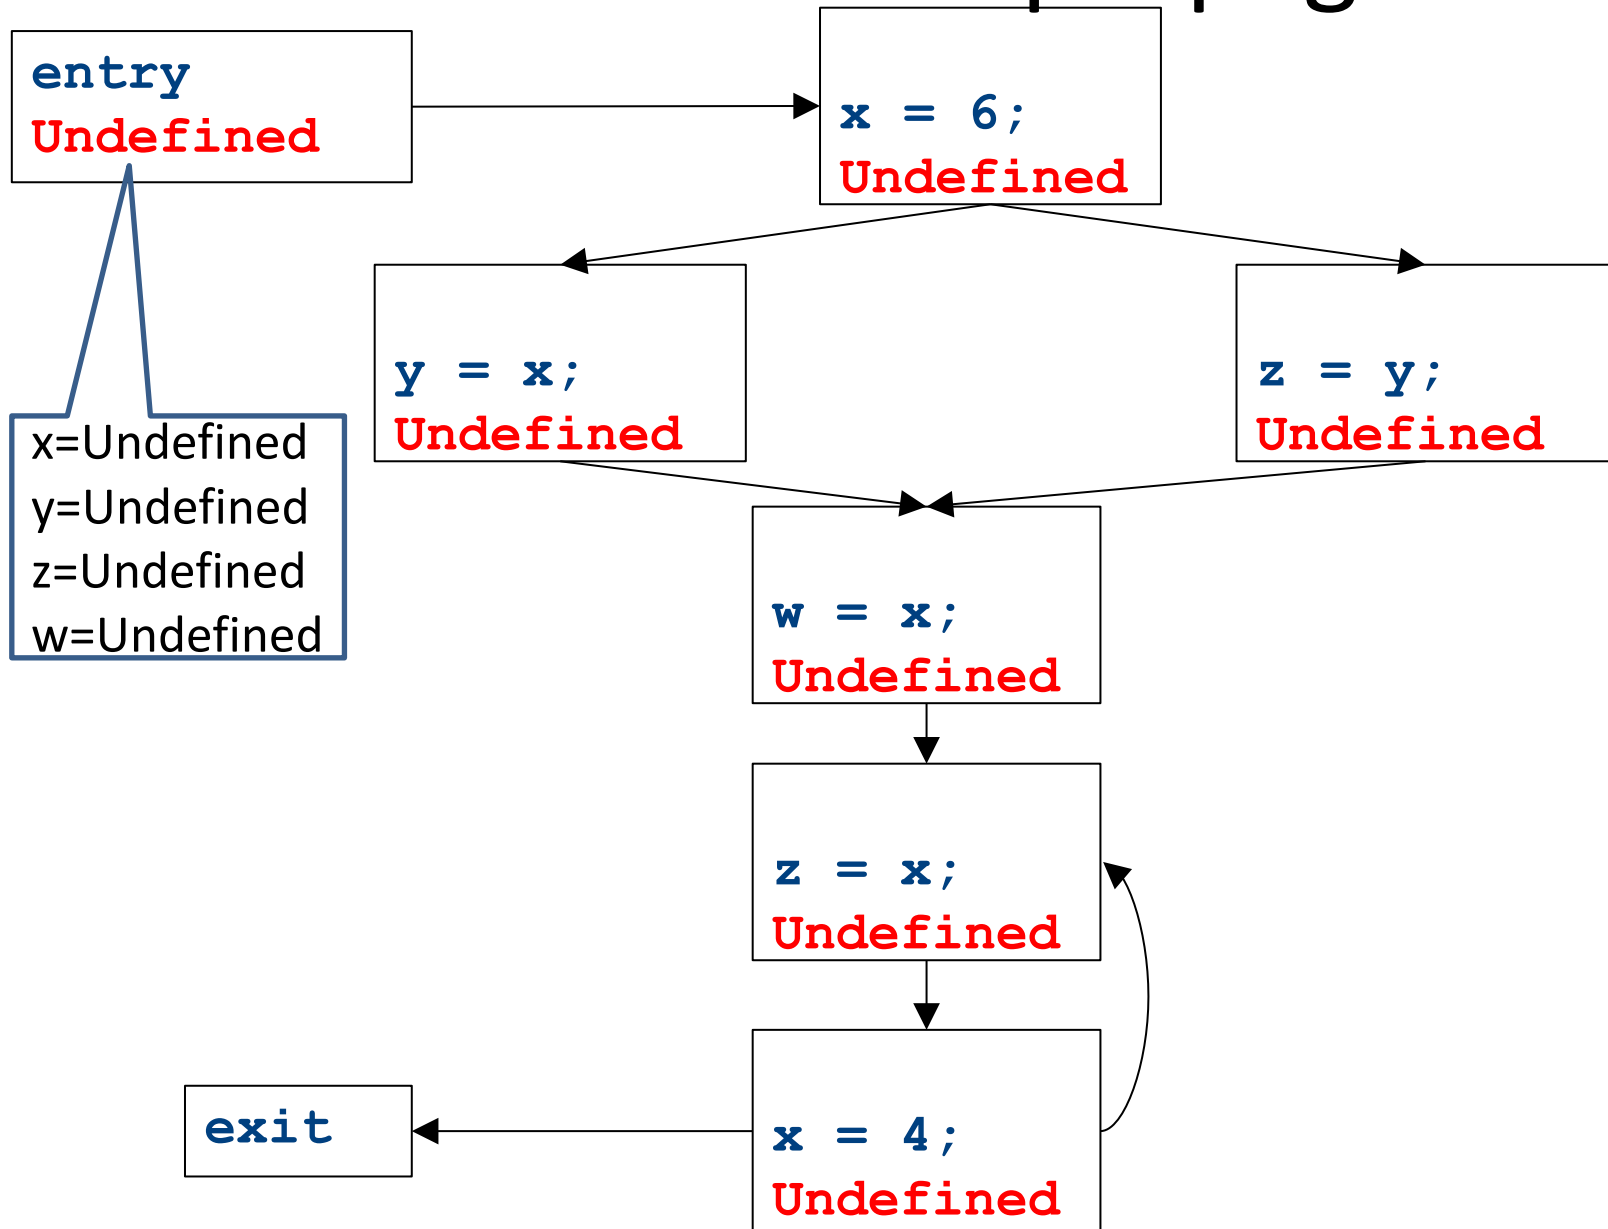 entry
Undefined
x = 6;
Undefined
y = x;
Undefined
z = y;
Undefined
x=Undefined
y=Undefined
z=Undefined
w=Undefined
w = x;
Undefined
z = x;
Undefined
exit
x = 4;
Undefined